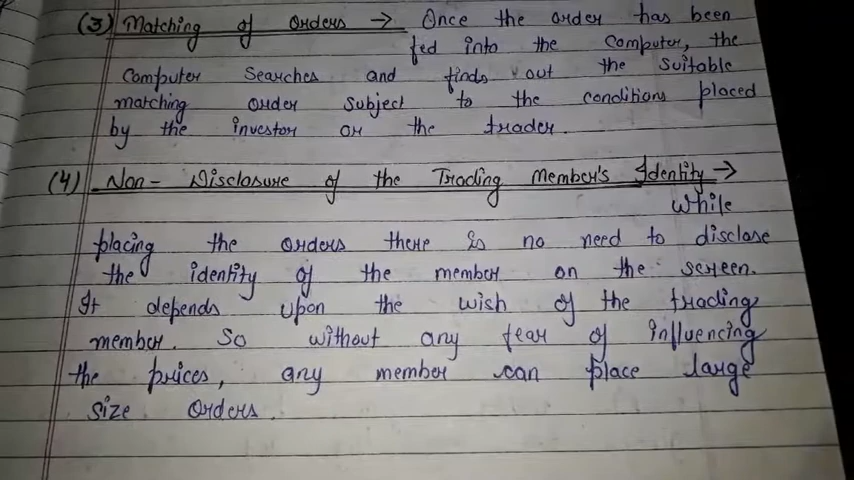 (3) Matching of Orders → Once the order has been
fed into the computer, the
computer searches and finds out the suitable
matching order subject to the conditions placed
by the investor or the trader.
(4) Non-Disclosure of the Trading Member's Identity →
While
placing the orders there is no need to disclose
the identity of the member on the screen.
It depends upon the wish of the trading
member. So without any fear of influencing
the prices, any member can place large
size orders.